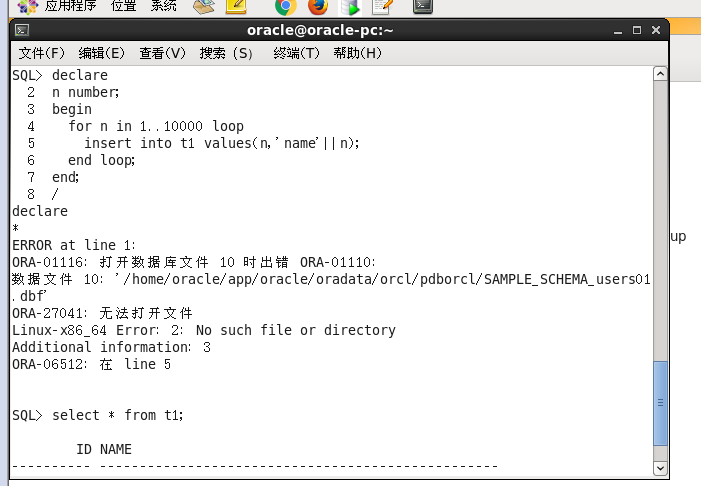 应用程序 位置 系统
oracle@oracle-pc:~
文件(F) 编辑(E) 查看(V) 搜索 (S) 终端(T) 帮助(H)
SQL> declare
  2  n number;
  3  begin
  4    for n in 1..10000 loop
  5      insert into t1 values(n,'name'||n);
  6    end loop;
  7  end;
  8  /
declare
*
ERROR at line 1:
ORA-01116: 打开数据库文件 10 时出错 ORA-01110:
数据文件 10: '/home/oracle/app/oracle/oradata/orcl/pdborcl/SAMPLE_SCHEMA_users01
.dbf'
ORA-27041: 无法打开文件
Linux-x86_64 Error: 2: No such file or directory
Additional information: 3
ORA-06512: 在 line 5
SQL> select * from t1;
        ID NAME
---------- --------------------------------------------------
up